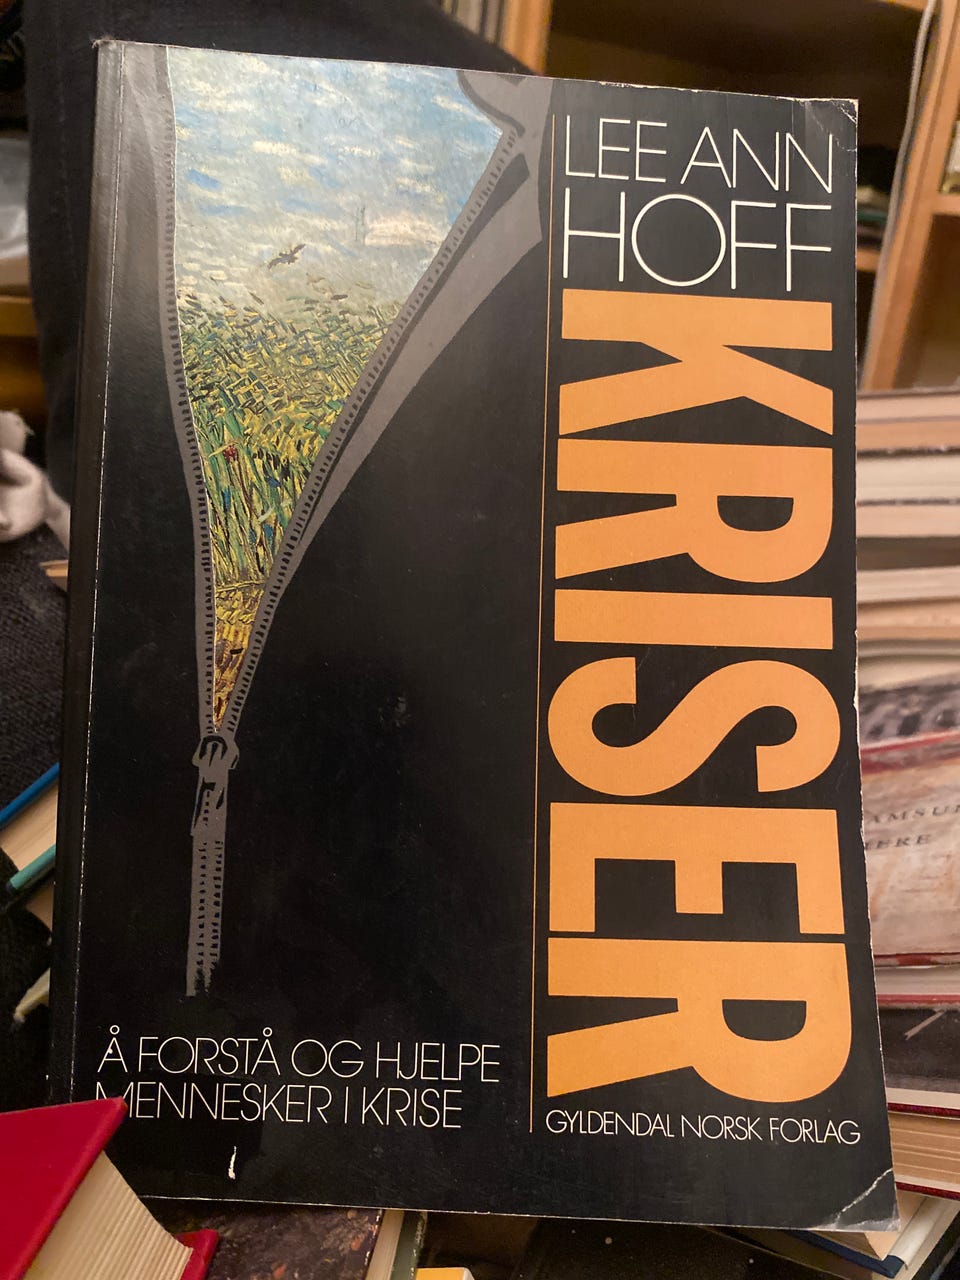 LEE ANN
HOFF
KRISER
Å FORSTÅ OG HJELPE
MENNESKER I KRISE
GYLDENDAL NORSK FORLAG